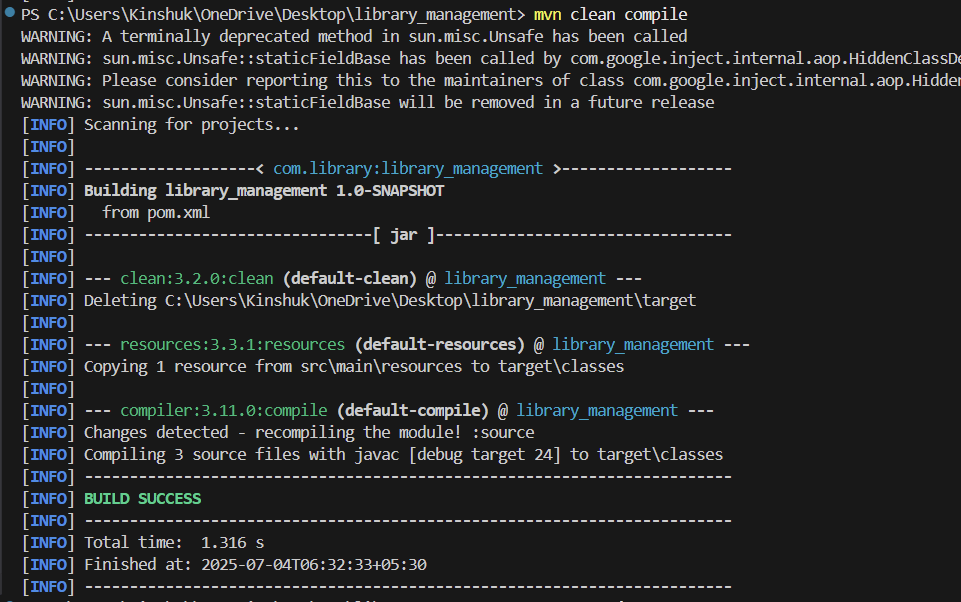 PS C:\Users\Kinshuk\OneDrive\Desktop\library_management> mvn clean compile
WARNING: A terminally deprecated method in sun.misc.Unsafe has been called
WARNING: sun.misc.Unsafe::staticFieldBase has been called by com.google.inject.internal.aop.HiddenClassDe
WARNING: Please consider reporting this to the maintainers of class com.google.inject.internal.aop.Hidden
WARNING: sun.misc.Unsafe::staticFieldBase will be removed in a future release
[INFO] Scanning for projects...
[INFO]
[INFO] -------------------< com.library:library_management >-------------------
[INFO] Building library_management 1.0-SNAPSHOT
[INFO]   from pom.xml
[INFO] --------------------------------[ jar ]---------------------------------
[INFO]
[INFO] --- clean:3.2.0:clean (default-clean) @ library_management ---
[INFO] Deleting C:\Users\Kinshuk\OneDrive\Desktop\library_management\target
[INFO]
[INFO] --- resources:3.3.1:resources (default-resources) @ library_management ---
[INFO] Copying 1 resource from src\main\resources to target\classes
[INFO]
[INFO] --- compiler:3.11.0:compile (default-compile) @ library_management ---
[INFO] Changes detected - recompiling the module! :source
[INFO] Compiling 3 source files with javac [debug target 24] to target\classes
[INFO] ------------------------------------------------------------------------
[INFO] BUILD SUCCESS
[INFO] ------------------------------------------------------------------------
[INFO] Total time:  1.316 s
[INFO] Finished at: 2025-07-04T06:32:33+05:30
[INFO] ------------------------------------------------------------------------